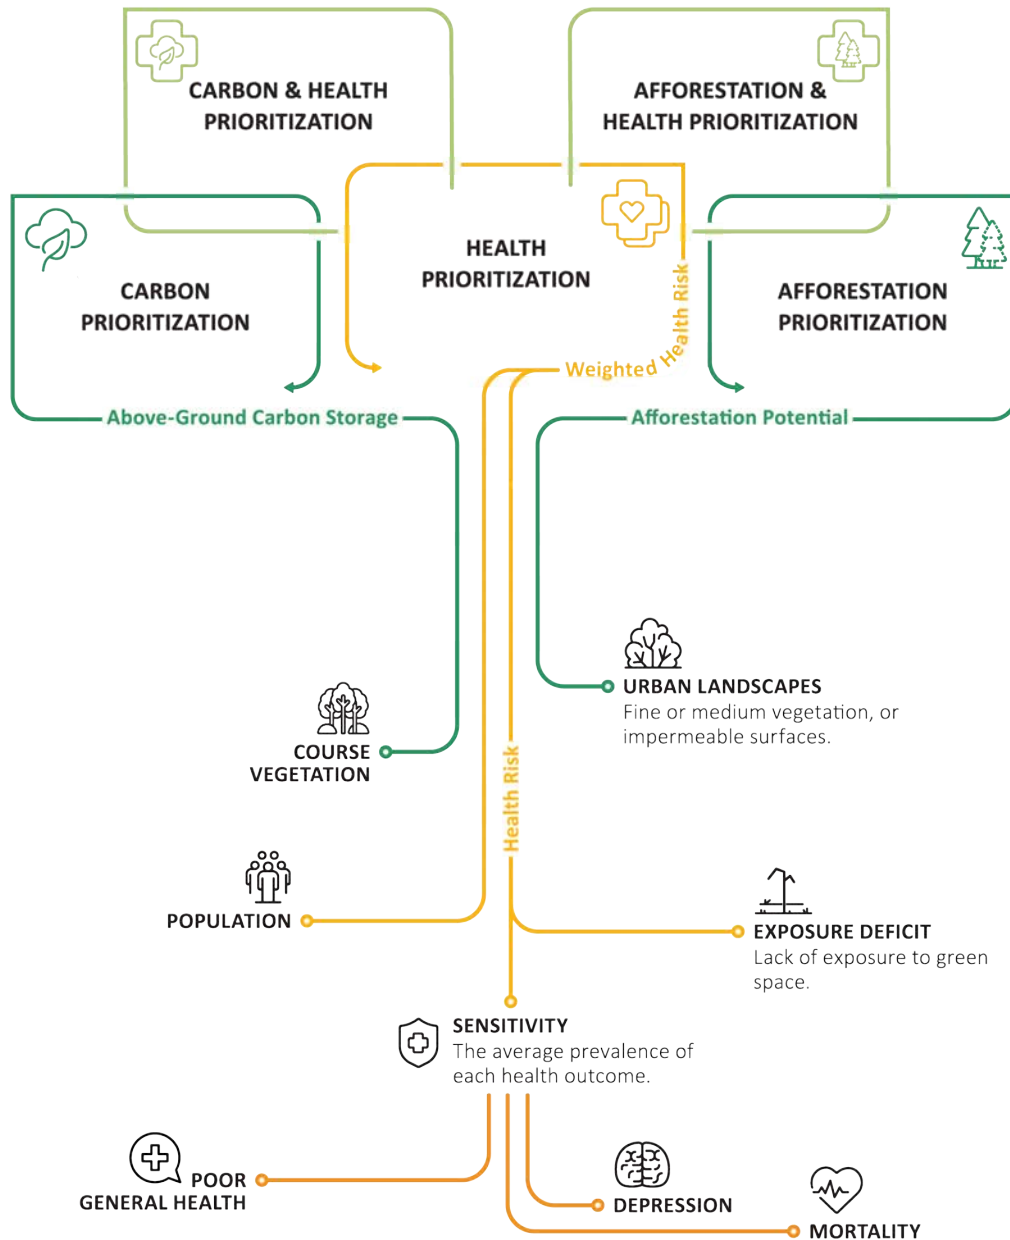 CARBON & HEALTH
PRIORITIZATION
AFFORESTATION &
HEALTH PRIORITIZATION
HEALTH
PRIORITIZATION
CARBON
PRIORITIZATION
AFFORESTATION
PRIORITIZATION
Weighted Health Risk
Above-Ground Carbon Storage
Afforestation Potential
URBAN LANDSCAPES
Fine or medium vegetation, or
impermeable surfaces.
COURSE
VEGETATION
Health Risk
POPULATION
EXPOSURE DEFICIT
Lack of exposure to green
space.
SENSITIVITY
The average prevalence of
each health outcome.
POOR
GENERAL HEALTH
DEPRESSION
MORTALITY